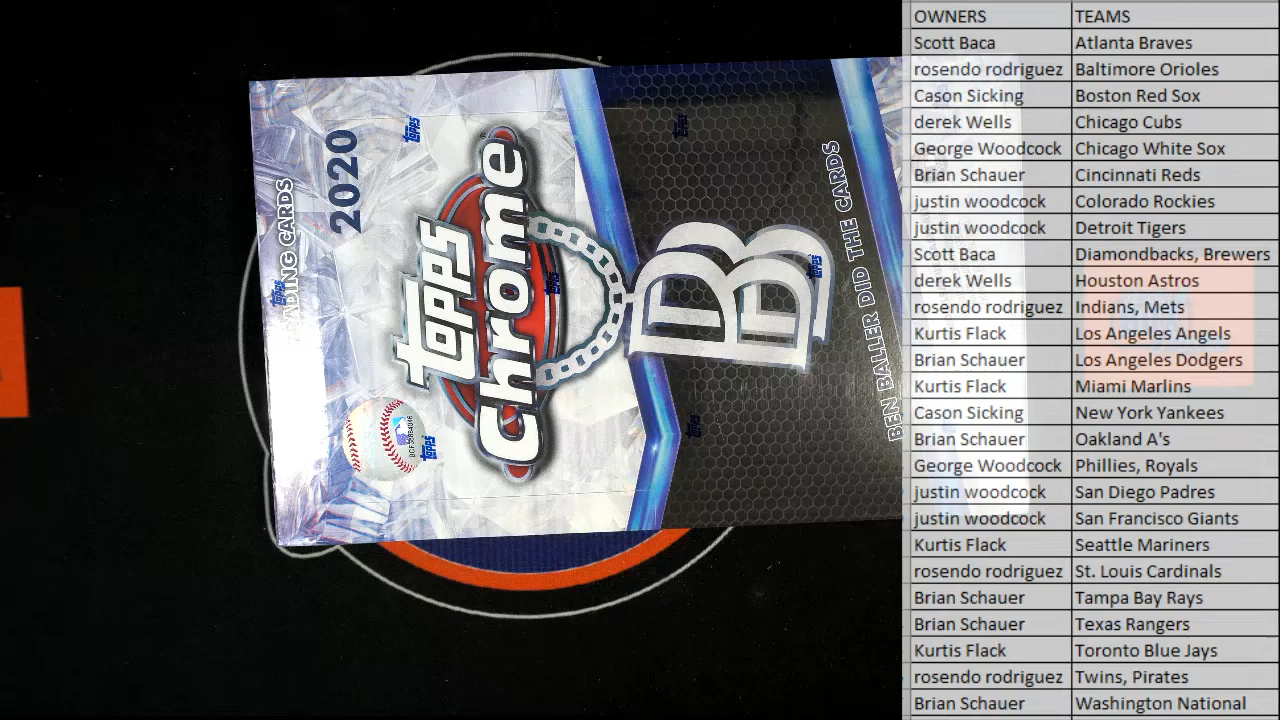 TRADING CARDS
2020
topps
Chrome
BB
BEN BALLER DID THE CARDS
topps
topps
topps
topps
topps
topps
topps
OWNERS TEAMS
Scott Baca Atlanta Braves
rosendo rodriguez Baltimore Orioles
Cason Sicking Boston Red Sox
derek Wells Chicago Cubs
George Woodcock Chicago White Sox
Brian Schauer Cincinnati Reds
justin woodcock Colorado Rockies
justin woodcock Detroit Tigers
Scott Baca Diamondbacks, Brewers
derek Wells Houston Astros
rosendo rodriguez Indians, Mets
Kurtis Flack Los Angeles Angels
Brian Schauer Los Angeles Dodgers
Kurtis Flack Miami Marlins
Cason Sicking New York Yankees
Brian Schauer Oakland A's
George Woodcock Phillies, Royals
justin woodcock San Diego Padres
justin woodcock San Francisco Giants
Kurtis Flack Seattle Mariners
rosendo rodriguez St. Louis Cardinals
Brian Schauer Tampa Bay Rays
Brian Schauer Texas Rangers
Kurtis Flack Toronto Blue Jays
rosendo rodriguez Twins, Pirates
Brian Schauer Washington National